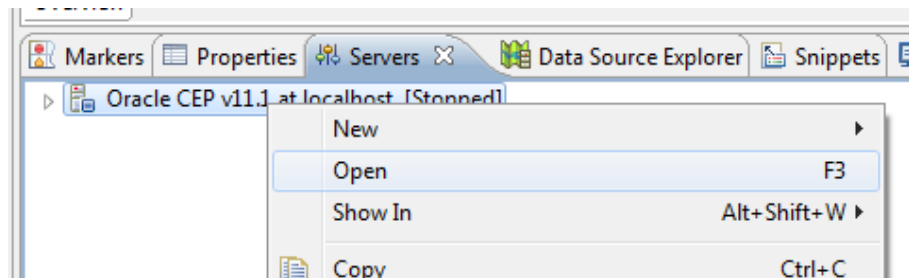 Overview
Markers Properties Servers Data Source Explorer Snippets
Oracle CEP v11.1 at localhost [Stopped]
New
Open F3
Show In Alt+Shift+W
Copy Ctrl+C